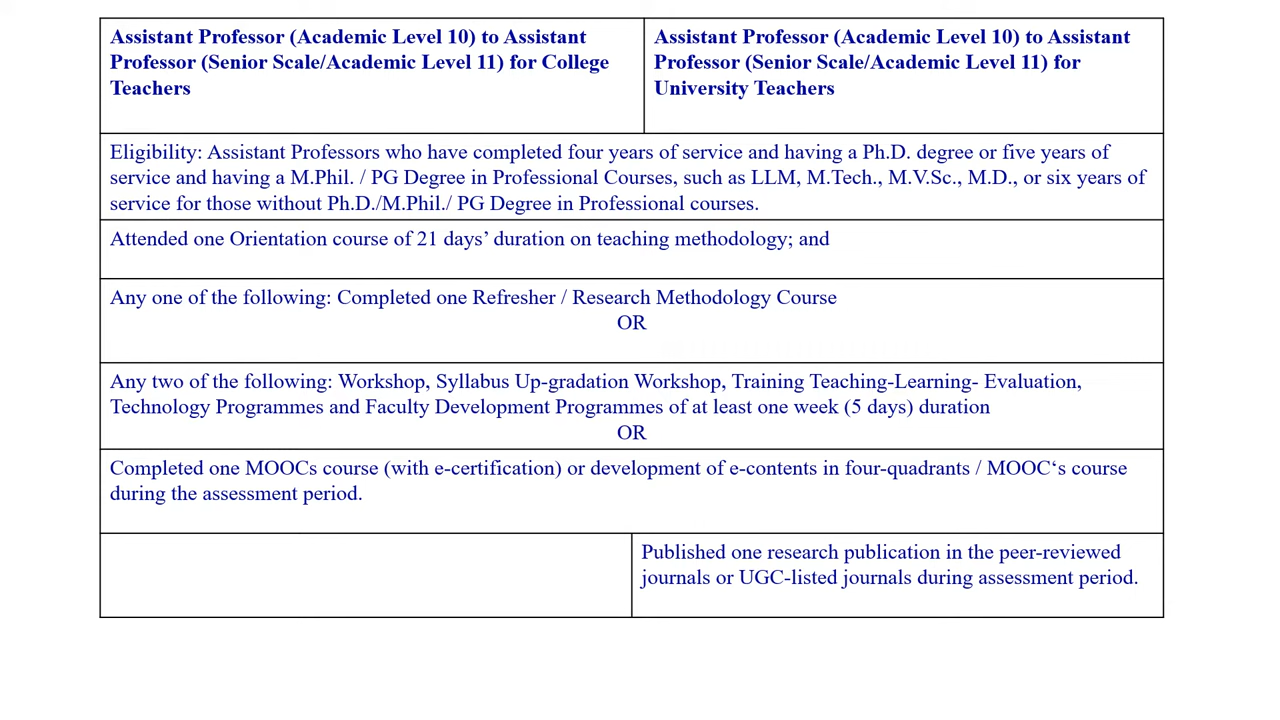 Assistant Professor (Academic Level 10) to Assistant
Professor (Senior Scale/Academic Level 11) for College
Teachers
Assistant Professor (Academic Level 10) to Assistant
Professor (Senior Scale/Academic Level 11) for
University Teachers
Eligibility: Assistant Professors who have completed four years of service and having a Ph.D. degree or five years of
service and having a M.Phil. / PG Degree in Professional Courses, such as LLM, M.Tech., M.V.Sc., M.D., or six years of
service for those without Ph.D./M.Phil./ PG Degree in Professional courses.
Attended one Orientation course of 21 days’ duration on teaching methodology; and
Any one of the following: Completed one Refresher / Research Methodology Course
OR
Any two of the following: Workshop, Syllabus Up-gradation Workshop, Training Teaching-Learning- Evaluation,
Technology Programmes and Faculty Development Programmes of at least one week (5 days) duration
OR
Completed one MOOCs course (with e-certification) or development of e-contents in four-quadrants / MOOC‘s course
during the assessment period.
Published one research publication in the peer-reviewed
journals or UGC-listed journals during assessment period.